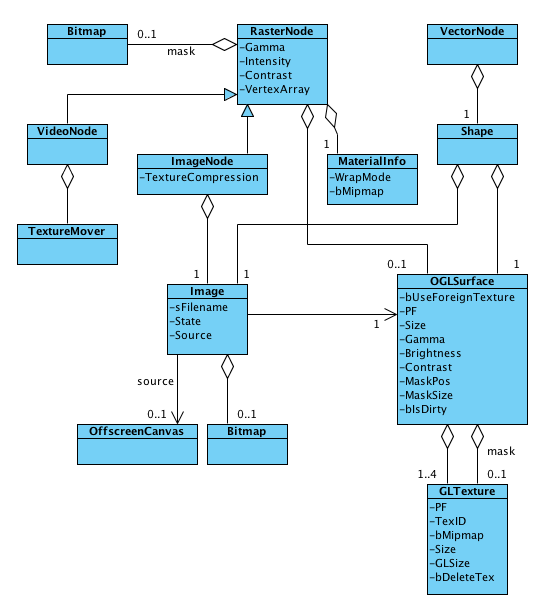 Bitmap
0..1
mask
RasterNode
-Gamma
-Intensity
-Contrast
-VertexArray
VectorNode
1
VideoNode
ImageNode
-TextureCompression
1
MaterialInfo
-WrapMode
-bMipmap
Shape
TextureMover
1
1
0..1
1
Image
-sFilename
-State
-Source
1
OGLSurface
-bUseForeignTexture
-PF
-Size
-Gamma
-Brightness
-Contrast
-MaskPos
-MaskSize
-bIsDirty
source
0..1
0..1
OffscreenCanvas
Bitmap
mask
1..4
0..1
GLTexture
-PF
-TexID
-bMipmap
-Size
-GLSize
-bDeleteTex